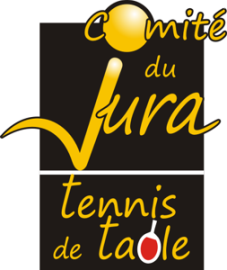 Comité
du
Jura
tennis
de table